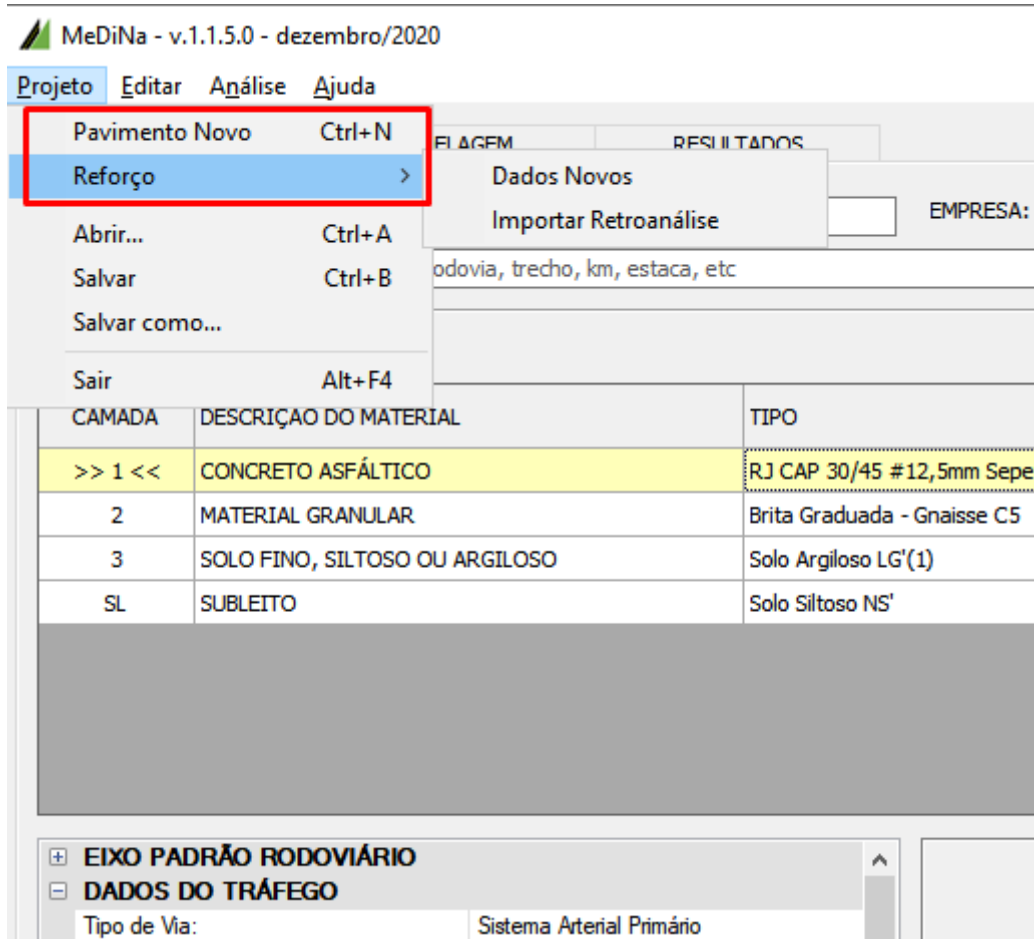 MeDiNa - v.1.1.5.0 - dezembro/2020
Projeto Editar Análise Ajuda
Pavimento Novo Ctrl+N
ELAGEM RESULTADOS
Reforço >
Dados Novos
Importar Retroanálise
EMPRESA:
Abrir... Ctrl+A
odovia, trecho, km, estaca, etc
Salvar Ctrl+B
Salvar como...
Sair Alt+F4
CAMADA DESCRIÇÃO DO MATERIAL TIPO
>> 1 << CONCRETO ASFÁLTICO RJ CAP 30/45 #12,5mm Sepe
2 MATERIAL GRANULAR Brita Graduada - Gnaisse C5
3 SOLO FINO, SILTOSO OU ARGILOSO Solo Argiloso LG'(1)
SL SUBLEITO Solo Siltoso NS'
EIXO PADRÃO RODOVIÁRIO
DADOS DO TRÁFEGO
Tipo de Via: Sistema Arterial Primário